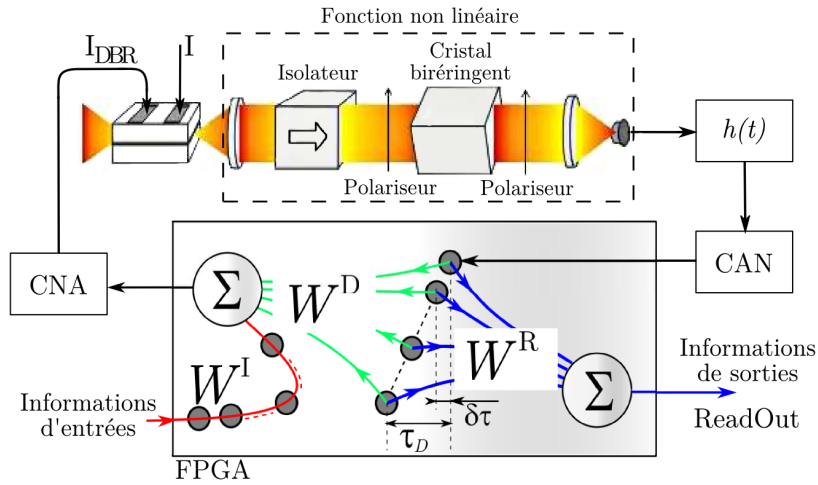 Fonction non linéaire
I_DBR
I
Isolateur
Cristal
biréringent
Polariseur
Polariseur
h(t)
CNA
CAN
Σ
W^D
W^I
W^R
Σ
Informations
d'entrées
Informations
de sorties
ReadOut
δτ
τ_D
FPGA